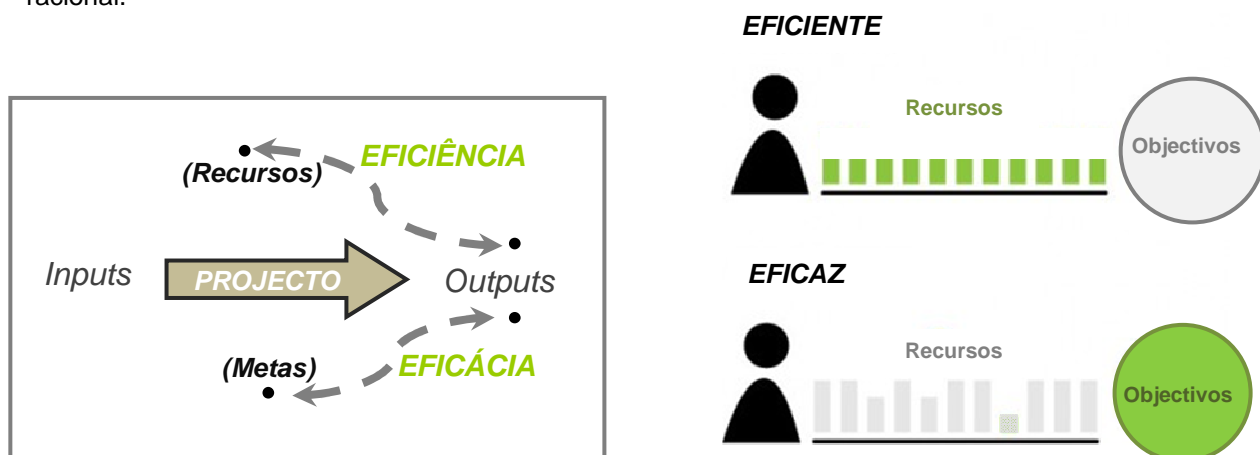 racional.
EFICIÊNCIA
(Recursos)
Inputs
PROJECTO
Outputs
(Metas)
EFICÁCIA
EFICIENTE
Recursos
Objectivos
EFICAZ
Recursos
Objectivos